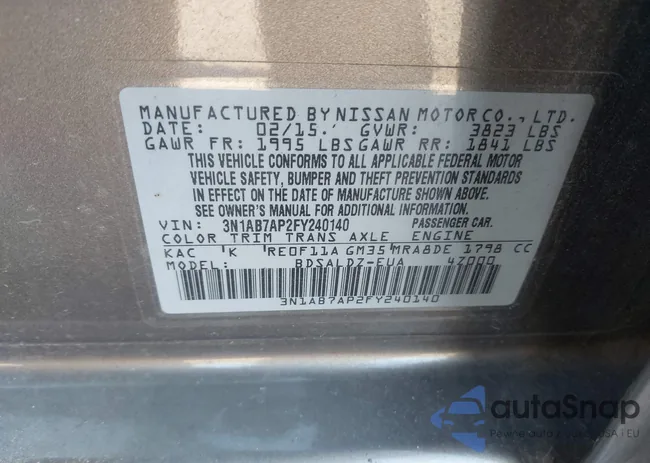 MANUFACTURED BY NISSAN MOTOR CO., LTD.
DATE: 02/15. GVWR: 3823 LBS
GAWR FR: 1995 LBS GAWR RR: 1841 LBS
THIS VEHICLE CONFORMS TO ALL APPLICABLE FEDERAL MOTOR
VEHICLE SAFETY, BUMPER AND THEFT PREVENTION STANDARDS
IN EFFECT ON THE DATE OF MANUFACTURE SHOWN ABOVE.
SEE OWNER'S MANUAL FOR ADDITIONAL INFORMATION
VIN: 3N1AB7AP2FY240140 PASSENGER CAR.
COLOR TRIM TRANS AXLE ENGINE
KAC K RE0F11A GM35 MRA8DE 1798 CC
MODEL: BDSALD7-EUA 4Z000
3N1AB7AP2FY240140
autoSnap